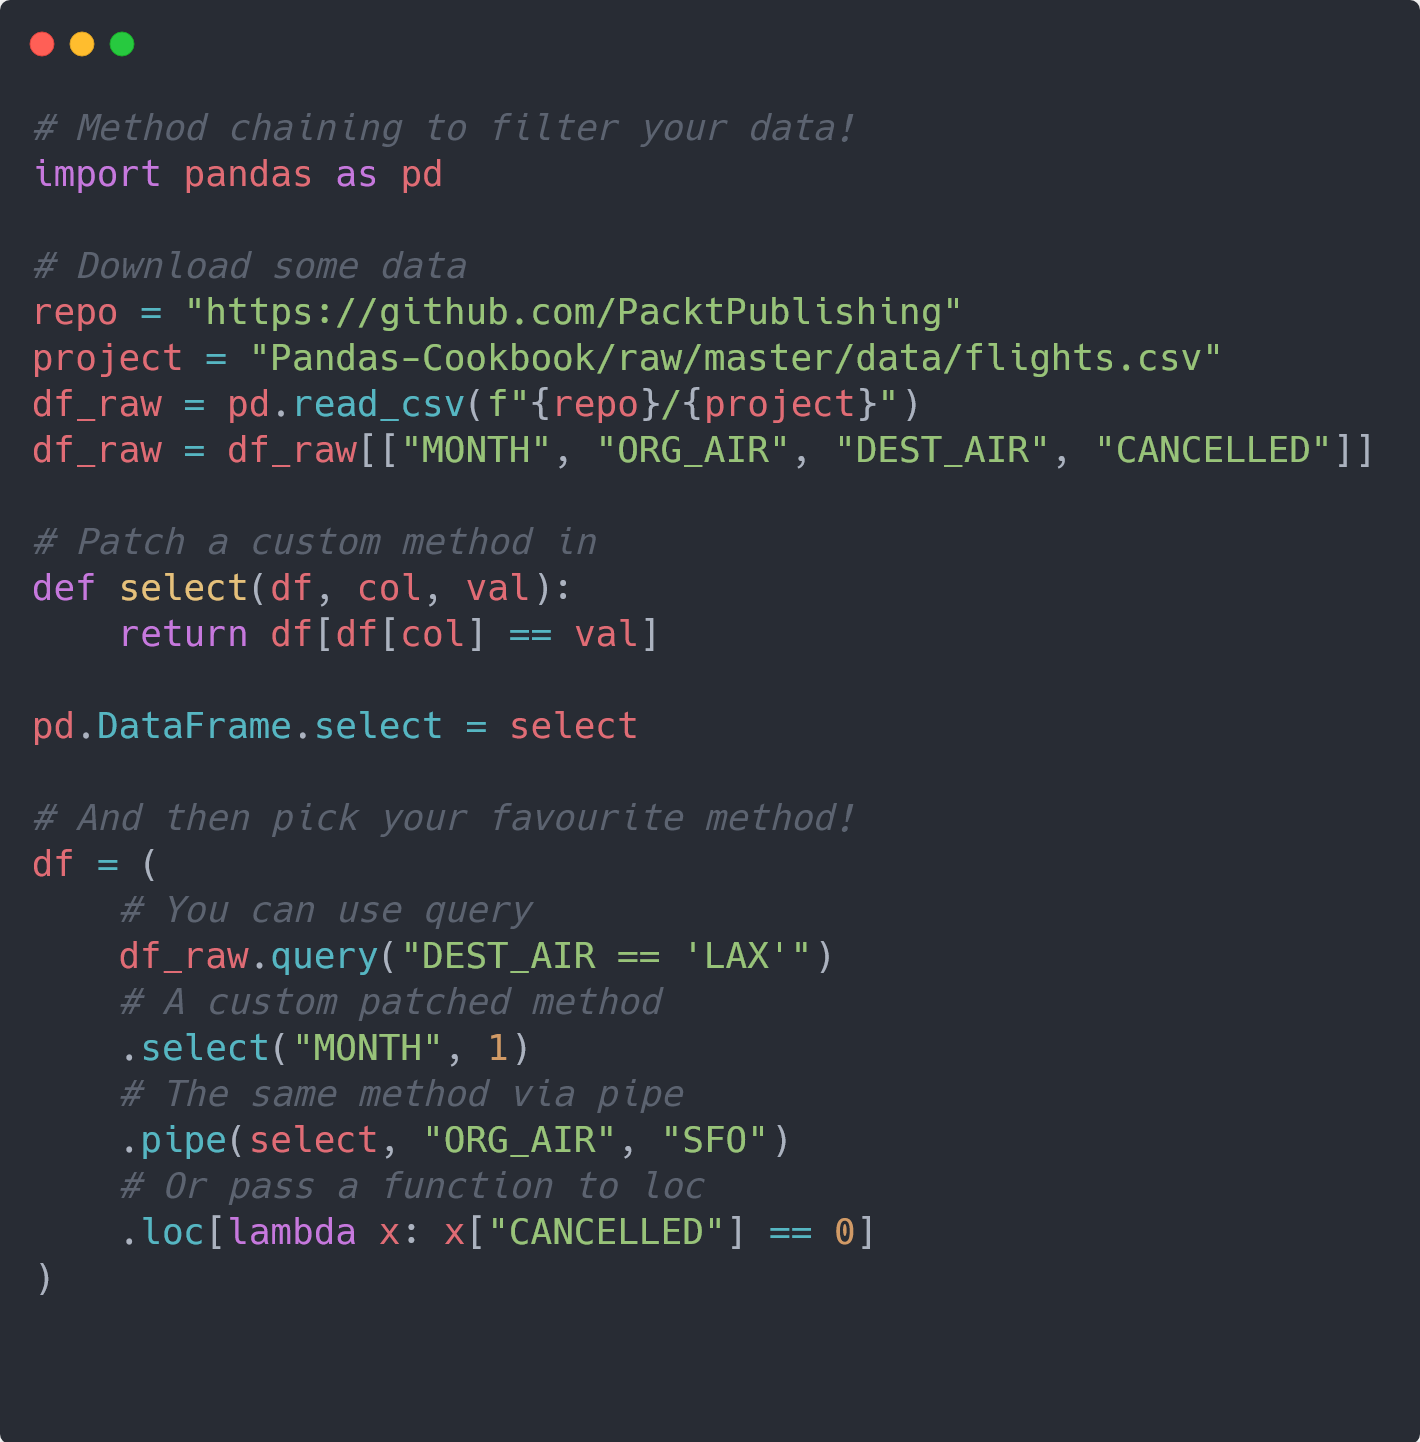 # Method chaining to filter your data!
import pandas as pd

# Download some data
repo = "https://github.com/PacktPublishing"
project = "Pandas-Cookbook/raw/master/data/flights.csv"
df_raw = pd.read_csv(f"{repo}/{project}")
df_raw = df_raw[["MONTH", "ORG_AIR", "DEST_AIR", "CANCELLED"]]

# Patch a custom method in
def select(df, col, val):
    return df[df[col] == val]

pd.DataFrame.select = select

# And then pick your favourite method!
df = (
    # You can use query
    df_raw.query("DEST_AIR == 'LAX'")
    # A custom patched method
    .select("MONTH", 1)
    # The same method via pipe
    .pipe(select, "ORG_AIR", "SFO")
    # Or pass a function to loc
    .loc[lambda x: x["CANCELLED"] == 0]
)